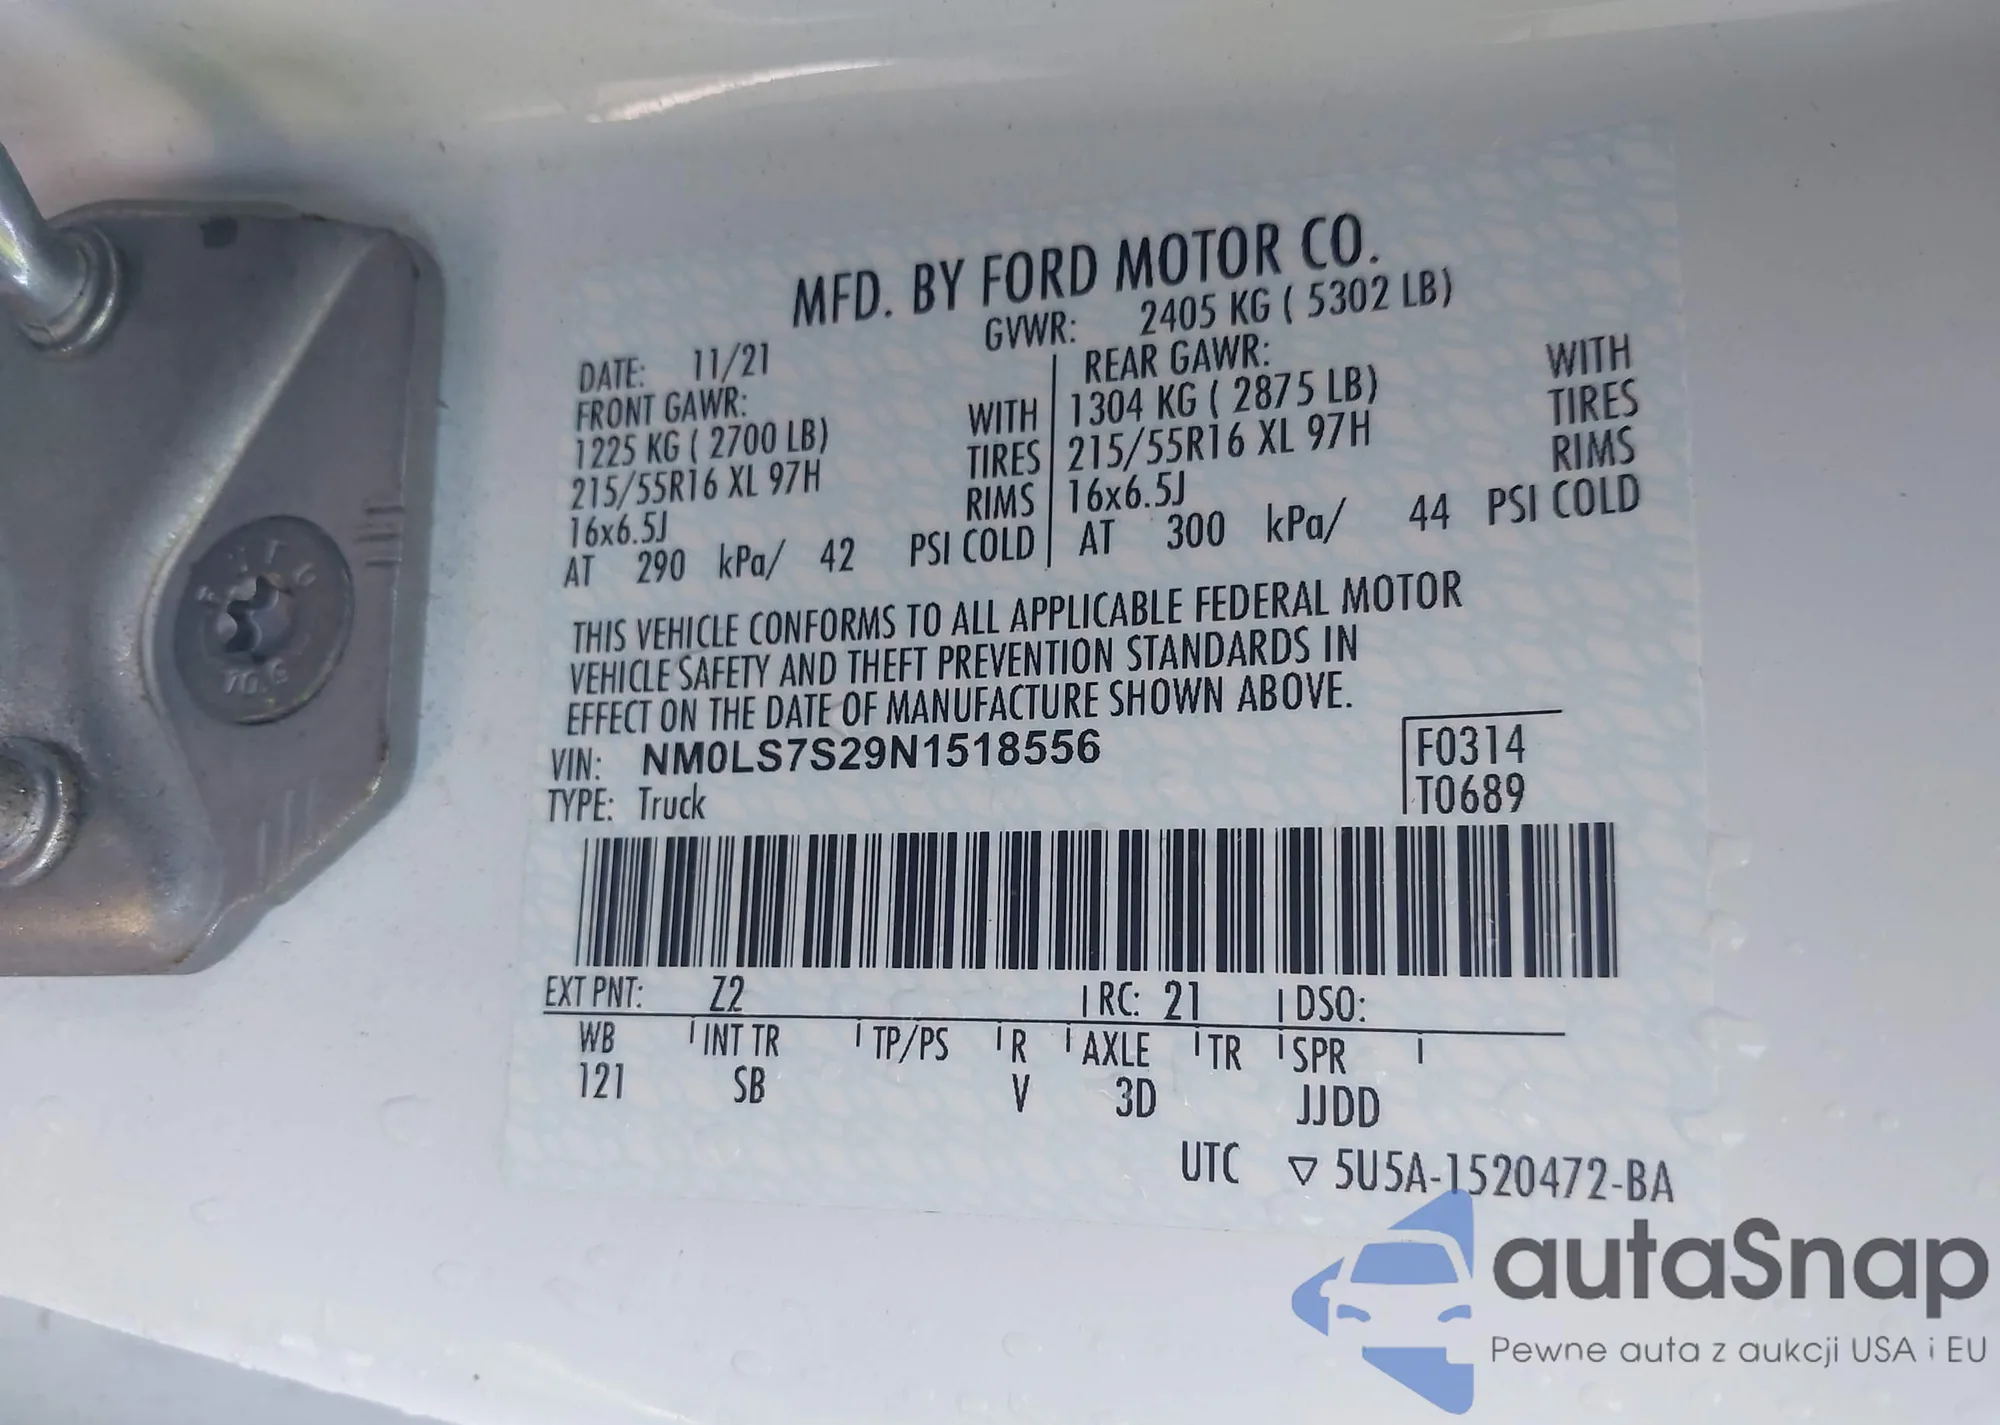 MFD. BY FORD MOTOR CO.
DATE: 11/21 GVWR: 2405 KG ( 5302 LB)
FRONT GAWR: REAR GAWR:
1225 KG ( 2700 LB) WITH 1304 KG ( 2875 LB) WITH
215/55R16 XL 97H TIRES 215/55R16 XL 97H TIRES
16x6.5J RIMS 16x6.5J RIMS
AT 290 kPa/ 42 PSI COLD AT 300 kPa/ 44 PSI COLD
THIS VEHICLE CONFORMS TO ALL APPLICABLE FEDERAL MOTOR
VEHICLE SAFETY AND THEFT PREVENTION STANDARDS IN
EFFECT ON THE DATE OF MANUFACTURE SHOWN ABOVE.
VIN: NM0LS7S29N1518556 F0314
TYPE: Truck T0689
EXT PNT: Z2 RC: 21 DSO:
WB INT TR TP/PS R AXLE TR SPR
121 SB V 3D JJDD
UTC ▽ 5U5A-1520472-BA
autaSnap
Pewne auta z aukcji USA i EU